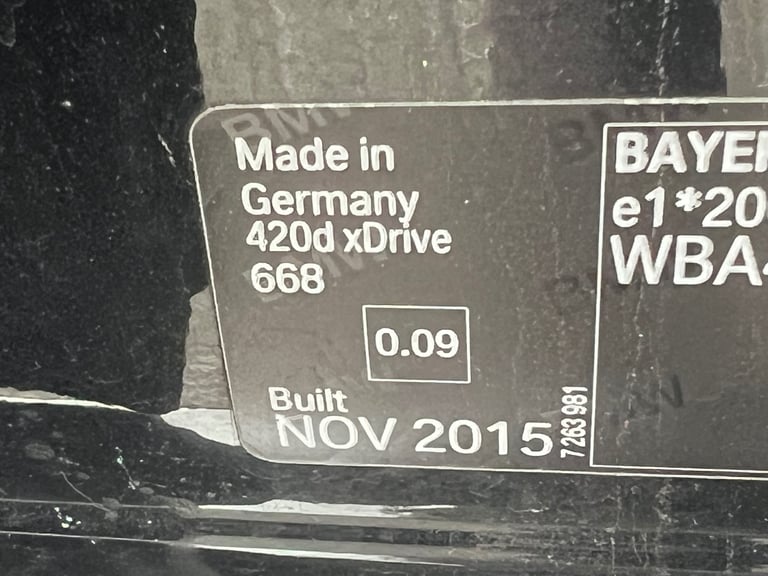 Made in
Germany
420d xDrive
668
0.09
Built
NOV 2015
7263981
BAYE
e1*20
WBA